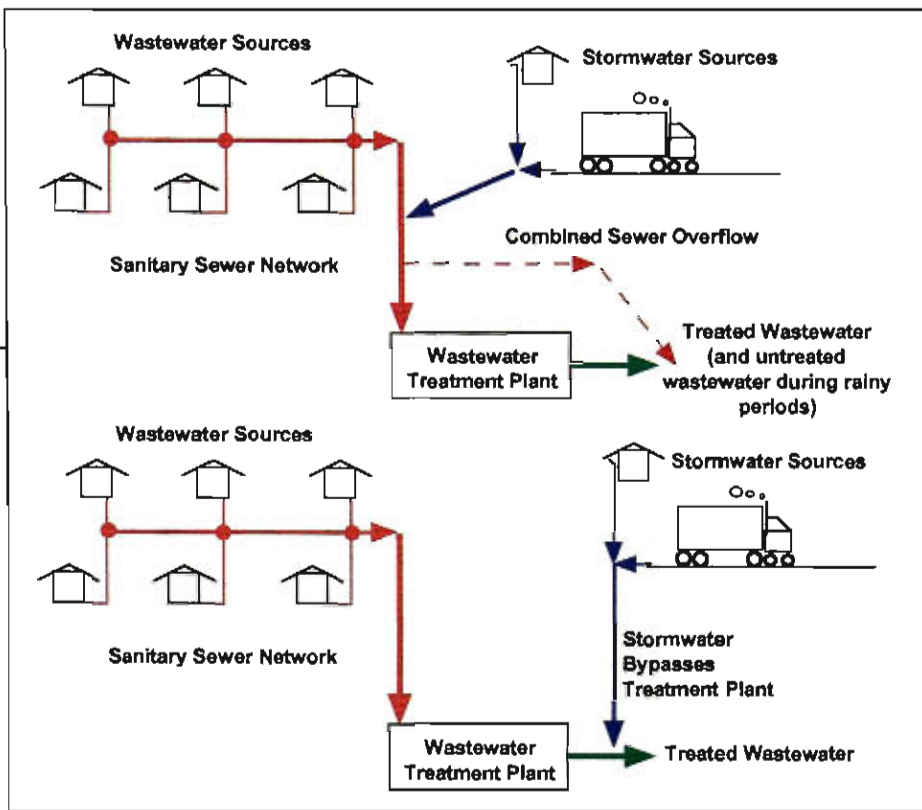 Wastewater Sources
Stormwater Sources
Sanitary Sewer Network
Combined Sewer Overflow
Wastewater
Treatment Plant
Treated Wastewater
(and untreated
wastewater during rainy
periods)
Wastewater Sources
Stormwater Sources
Sanitary Sewer Network
Stormwater
Bypasses
Treatment Plant
Wastewater
Treatment Plant
Treated Wastewater